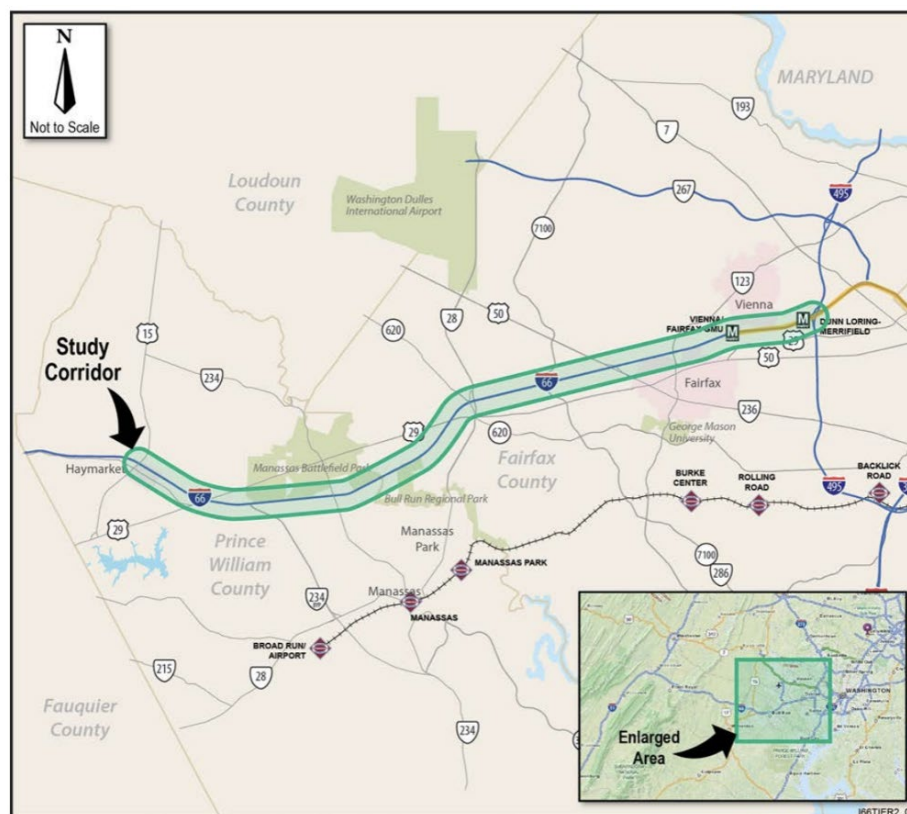 N
Not to Scale
MARYLAND
193
7
Loudoun
County
267
495
Washington Dulles
International Airport
7100
123
Vienna
28
50
VIENNA/
FAIRFAX-GMU
DUNN LORING-
MERRIFIELD
620
29
15
50
Study
Corridor
66
234
Fairfax
29
236
620
George Mason
University
Haymarket
Manassas Battlefield Park
Fairfax
County
BURKE
CENTER
ROLLING
ROAD
BACKLICK
ROAD
66
Bull Run Regional Park
495
29
Prince
William
County
Manassas
Park
7100
MANASSAS PARK
286
234
Manassas
MANASSAS
BROAD RUN/
AIRPORT
215
28
Fauquier
County
234
Enlarged
Area
WASHINGTON
I66TIER2